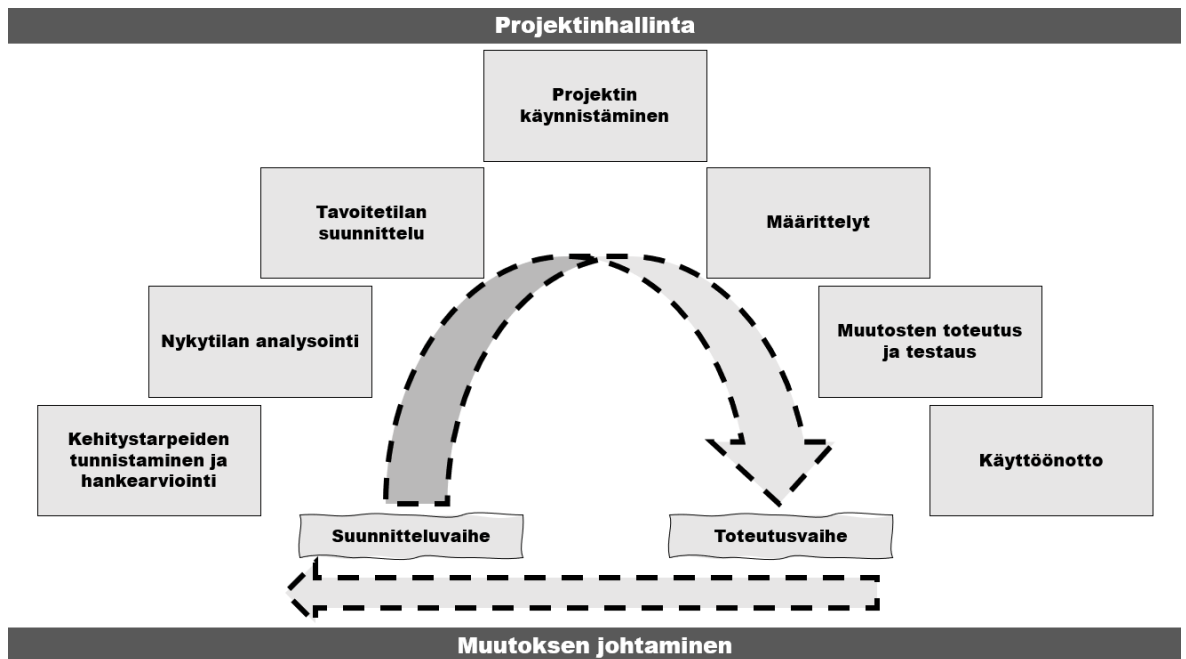 Projektinhallinta
Projektin
käynnistäminen
Tavoitetilan
suunnittelu
Määrittelyt
Nykytilan analysointi
Muutosten toteutus
ja testaus
Kehitystarpeiden
tunnistaminen ja
hankearviointi
Käyttöönotto
Suunnitteluvaihe
Toteutusvaihe
Muutoksen johtaminen